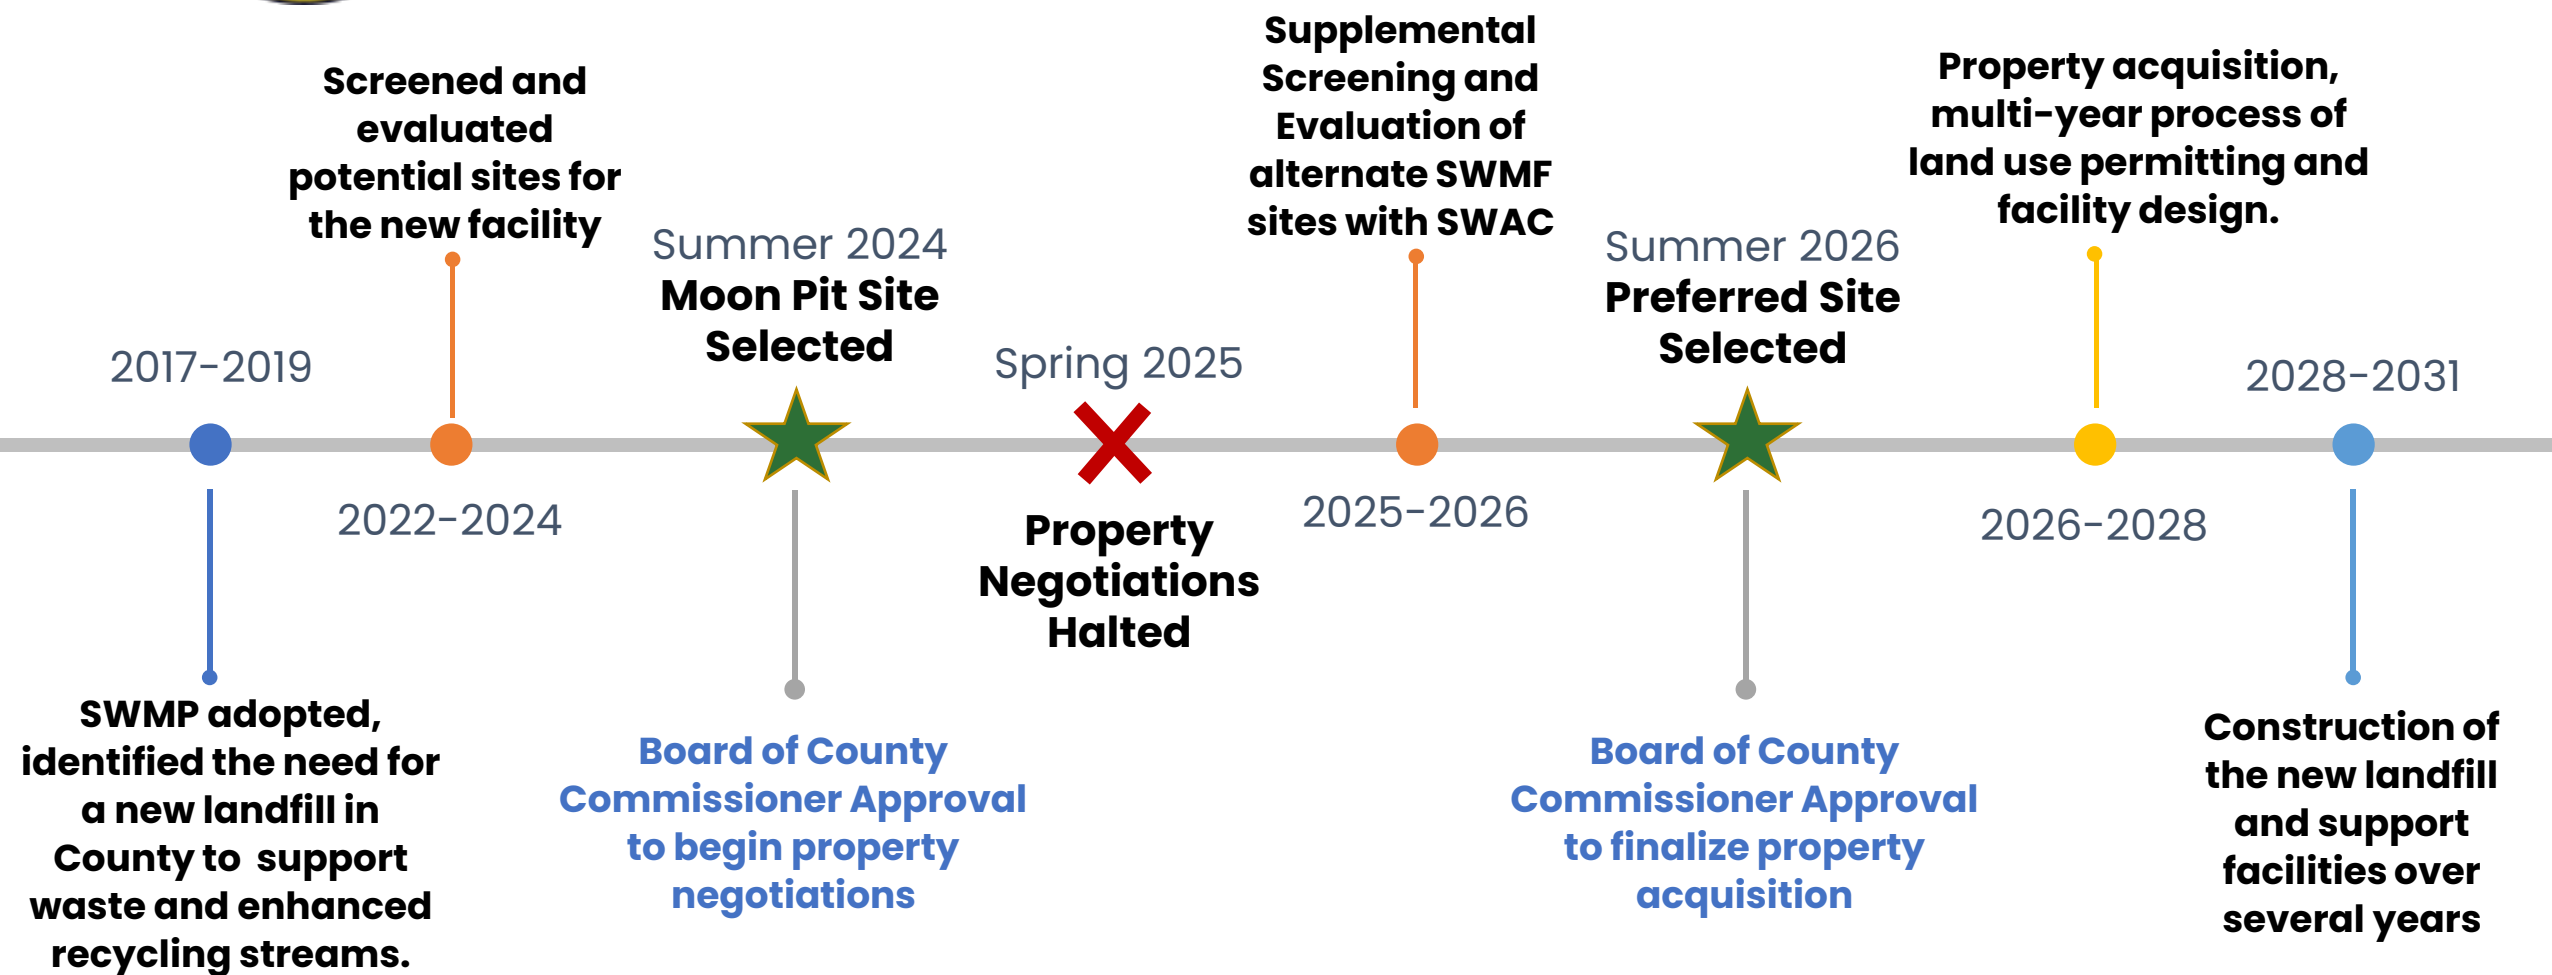 2017-2019
SWMP adopted,
identified the need for
a new landfill in
County to  support
waste and enhanced
recycling streams.
Screened and
evaluated
potential sites for
the new facility
2022-2024
Summer 2024
Moon Pit Site
Selected
Board of County
Commissioner Approval
to begin property
negotiations
Spring 2025
Property
Negotiations
Halted
Supplemental
Screening and
Evaluation of
alternate SWMF
sites with SWAC
2025-2026
Summer 2026
Preferred Site
Selected
Board of County
Commissioner Approval
to finalize property
acquisition
Property acquisition,
multi-year process of
land use permitting and
facility design.
2026-2028
2028-2031
Construction of
the new landfill
and support
facilities over
several years